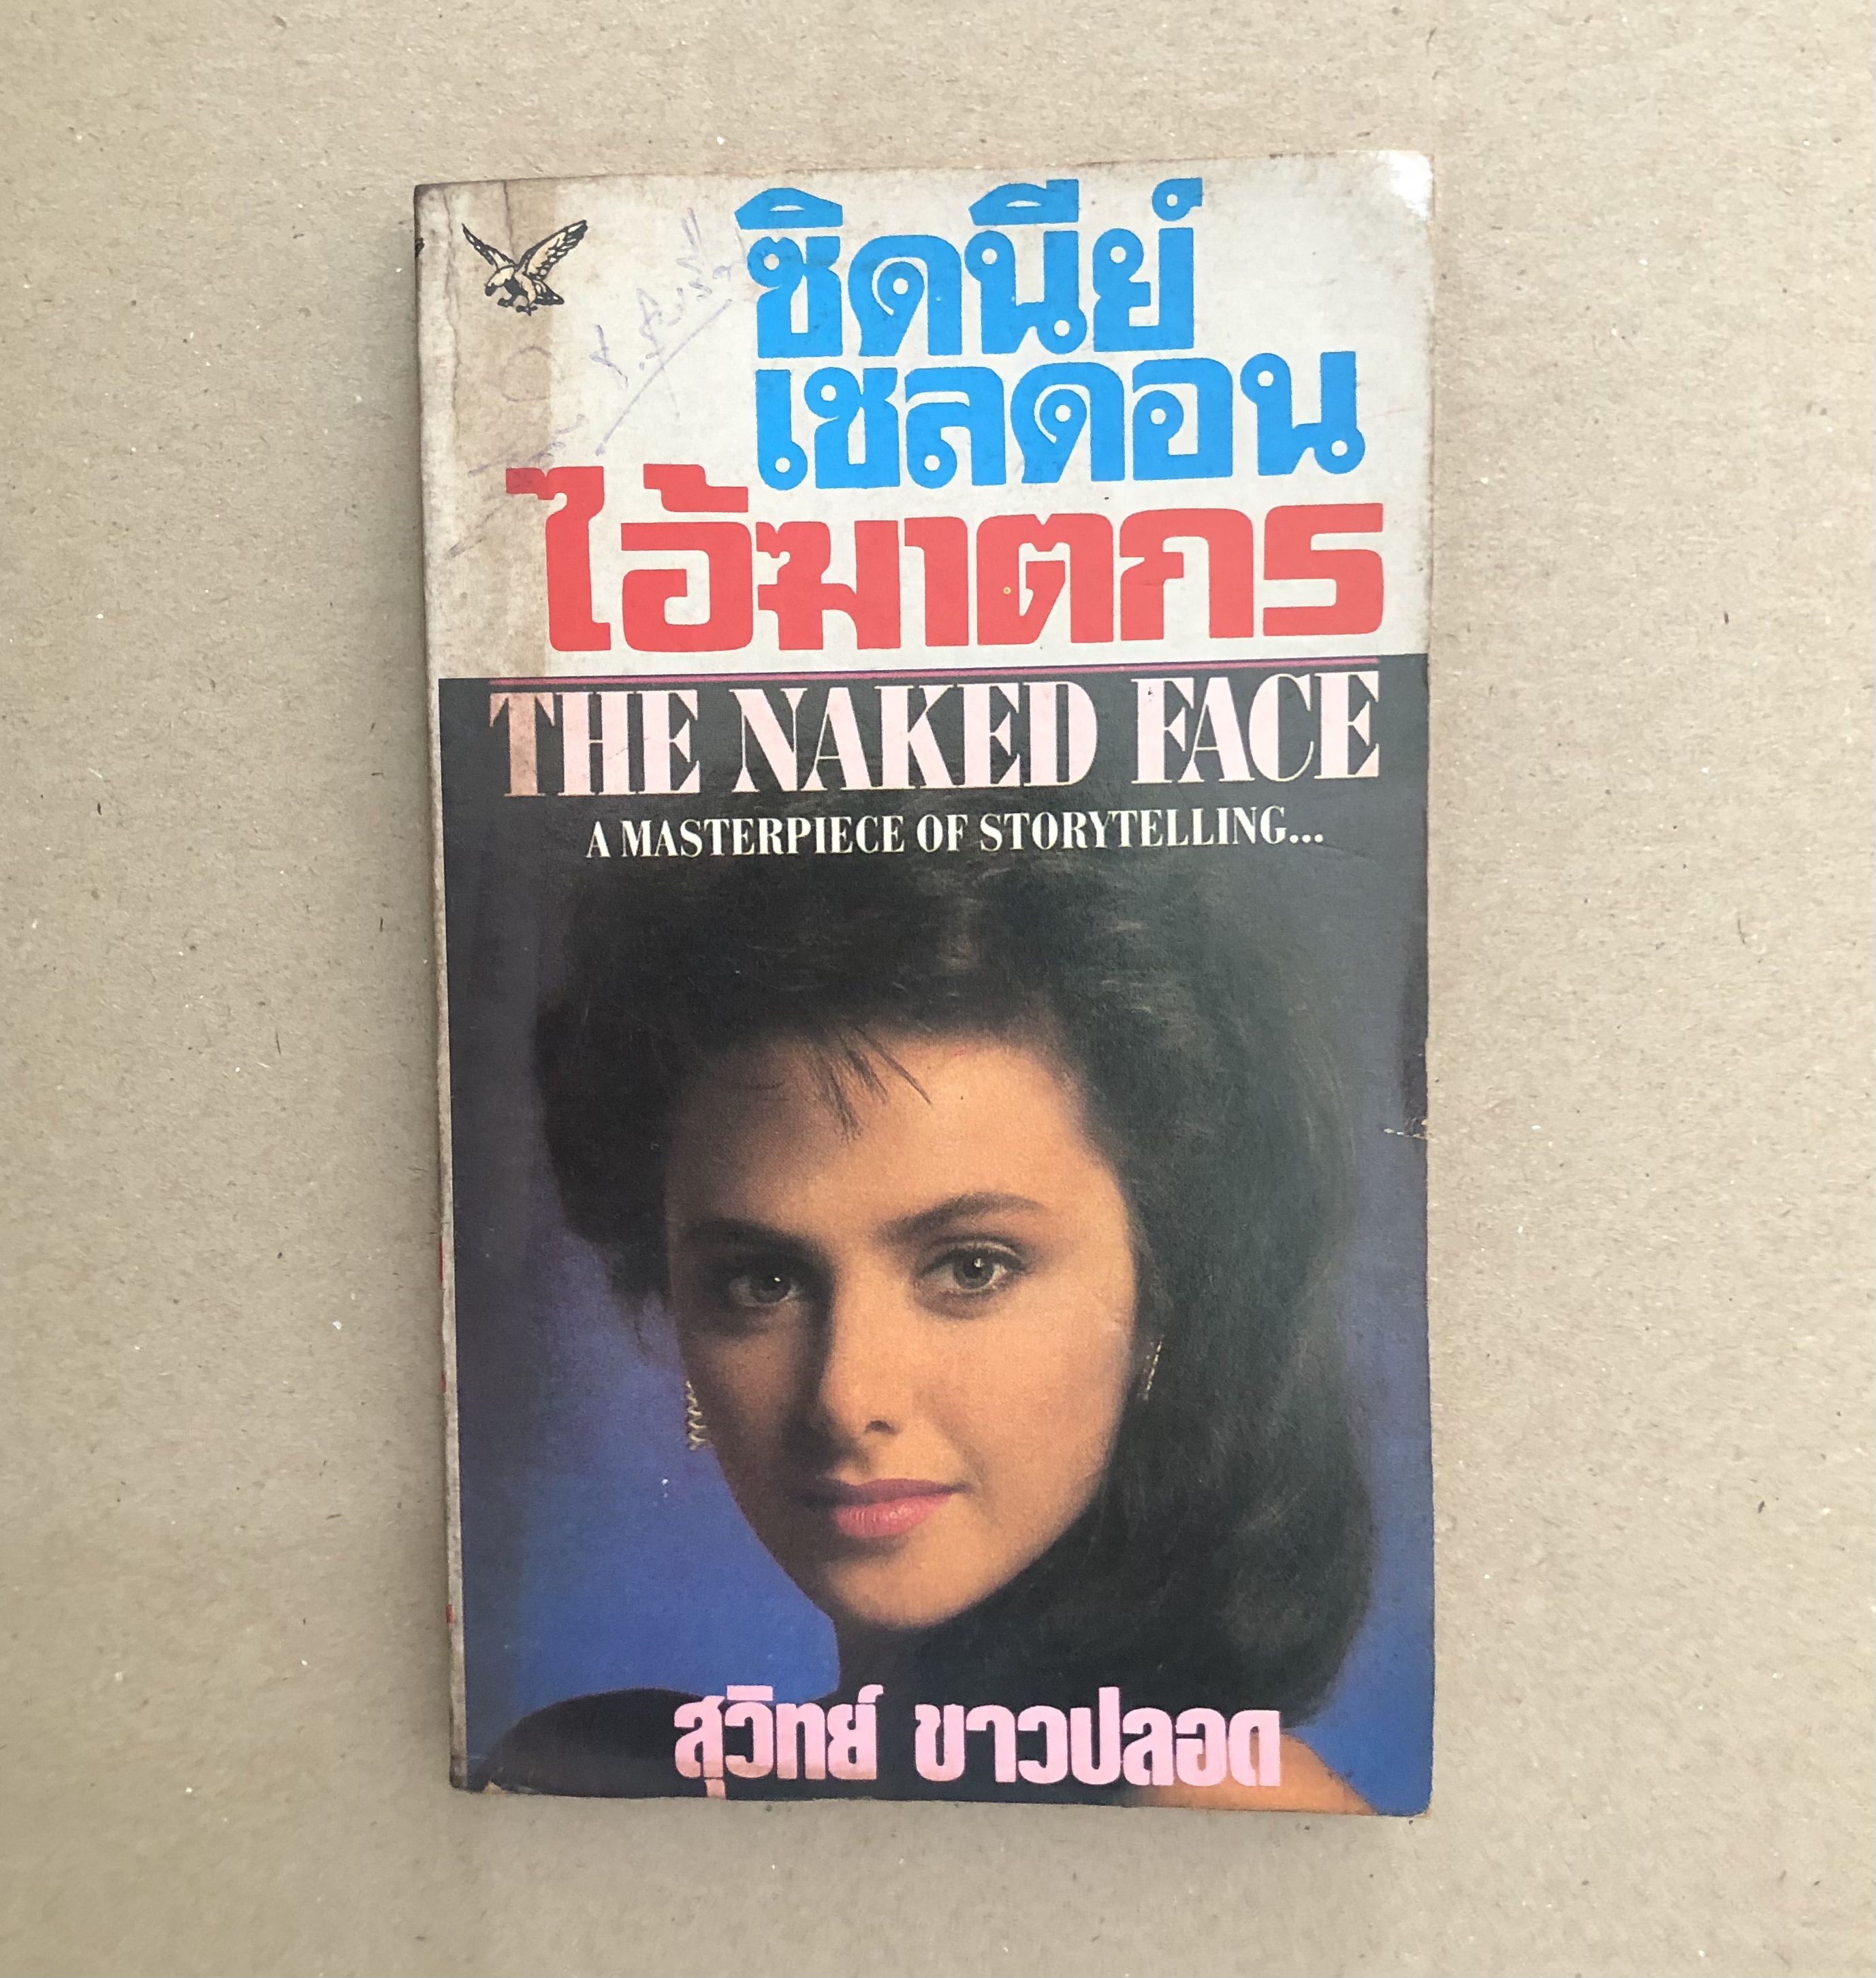 ซิดนีย์
เชลดอน
ไอ้ฆาตกร
THE NAKED FACE
A MASTERPIECE OF STORYTELLING...
สุวิทย์ ขาวปลอด